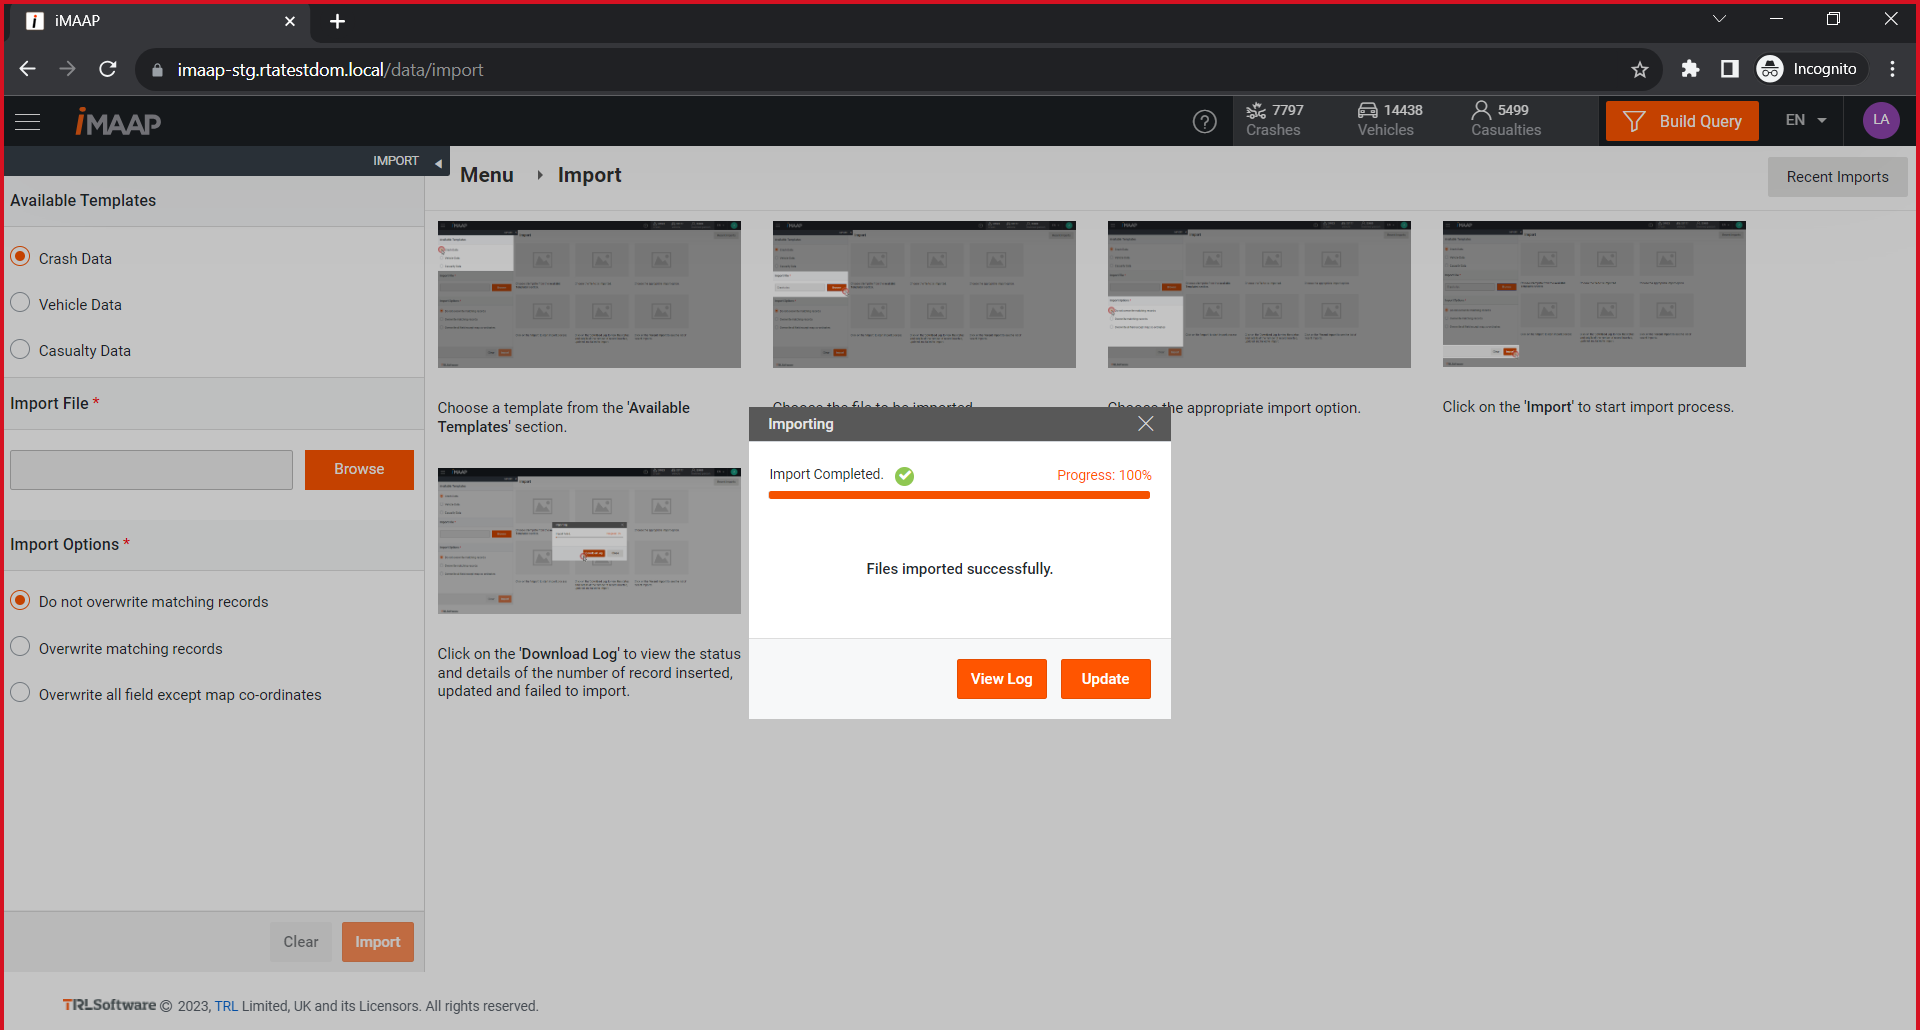 iMAAP
imaap-stg.rtatestdom.local/data/import
Incognito
iMAAP
7797
Crashes
14438
Vehicles
5499
Casualties
Build Query
EN
LA
IMPORT
Menu
Import
Recent Imports
Available Templates
Crash Data
Vehicle Data
Casualty Data
Import File *
Browse
Import Options *
Do not overwrite matching records
Overwrite matching records
Overwrite all field except map co-ordinates
Clear
Import
Choose a template from the 'Available
Templates' section.
Choose the file to be imported
Choose the appropriate import option.
Click on the 'Import' to start import process.
Click on the 'Download Log' to view the status
and details of the number of record inserted,
updated and failed to import.
Importing
Import Completed.
Progress: 100%
Files imported successfully.
View Log
Update
TRLSoftware © 2023, TRL Limited, UK and its Licensors. All rights reserved.